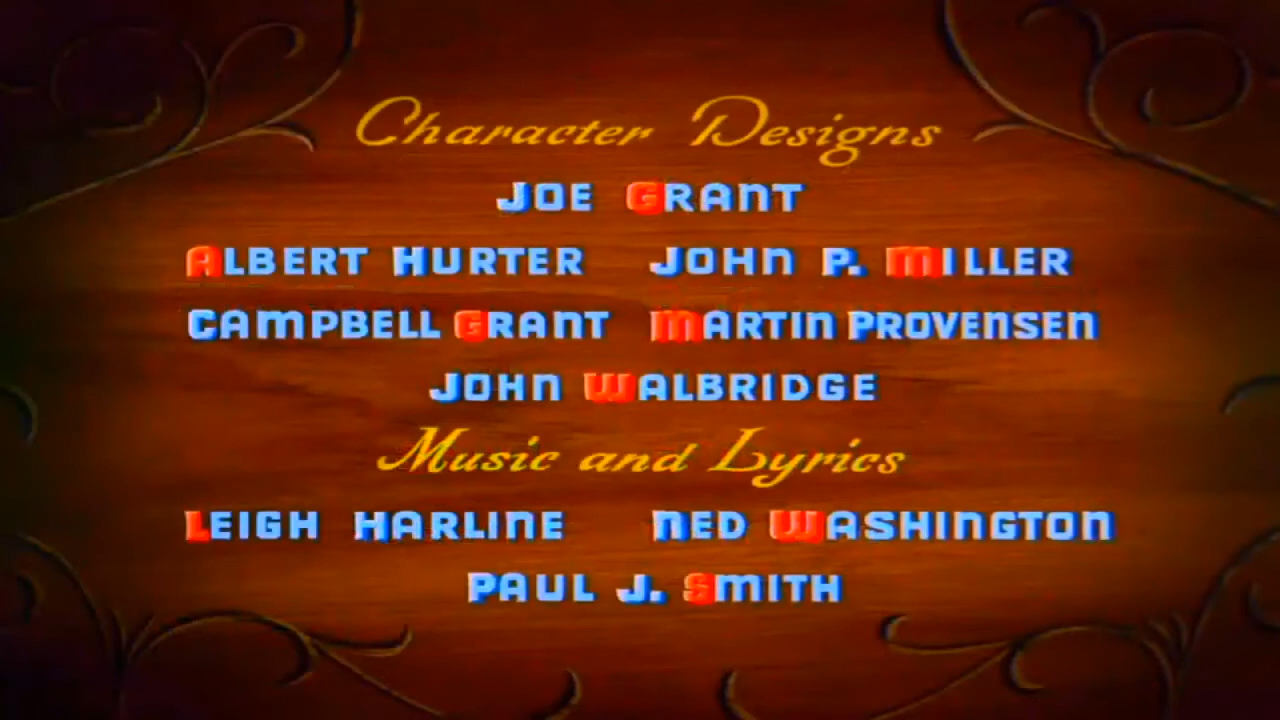 Character Designs
JOE GRANT
ALBERT HURTER JOHN P. MILLER
CAMPBELL GRANT MARTIN PROVENSEN
JOHN WALBRIDGE
Music and Lyrics
LEIGH HARLINE NED WASHINGTON
PAUL J. SMITH